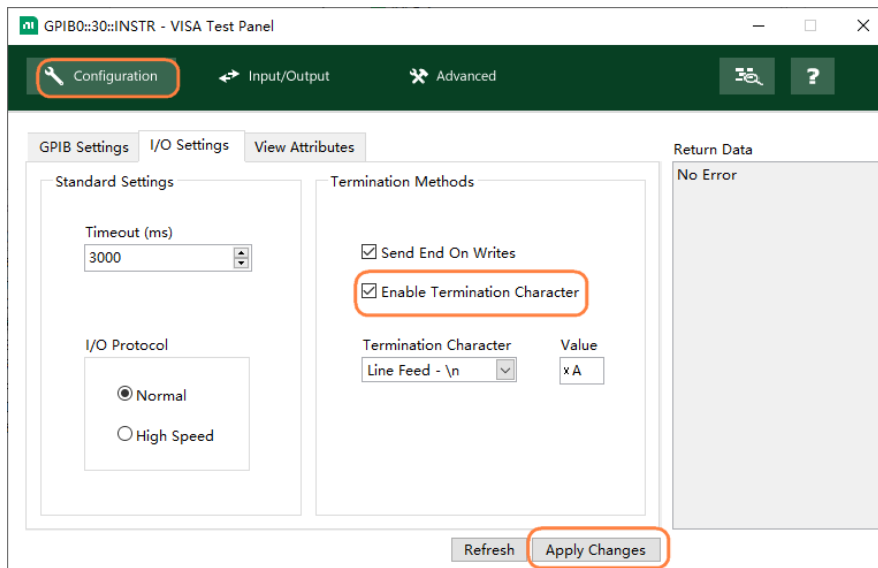 GPIB0::30::INSTR - VISA Test Panel
Configuration
Input/Output
Advanced
?
GPIB Settings
I/O Settings
View Attributes
Return Data
No Error
Standard Settings
Timeout (ms)
3000
I/O Protocol
Normal
High Speed
Termination Methods
Send End On Writes
Enable Termination Character
Termination Character
Value
Line Feed - \n
xA
Refresh
Apply Changes